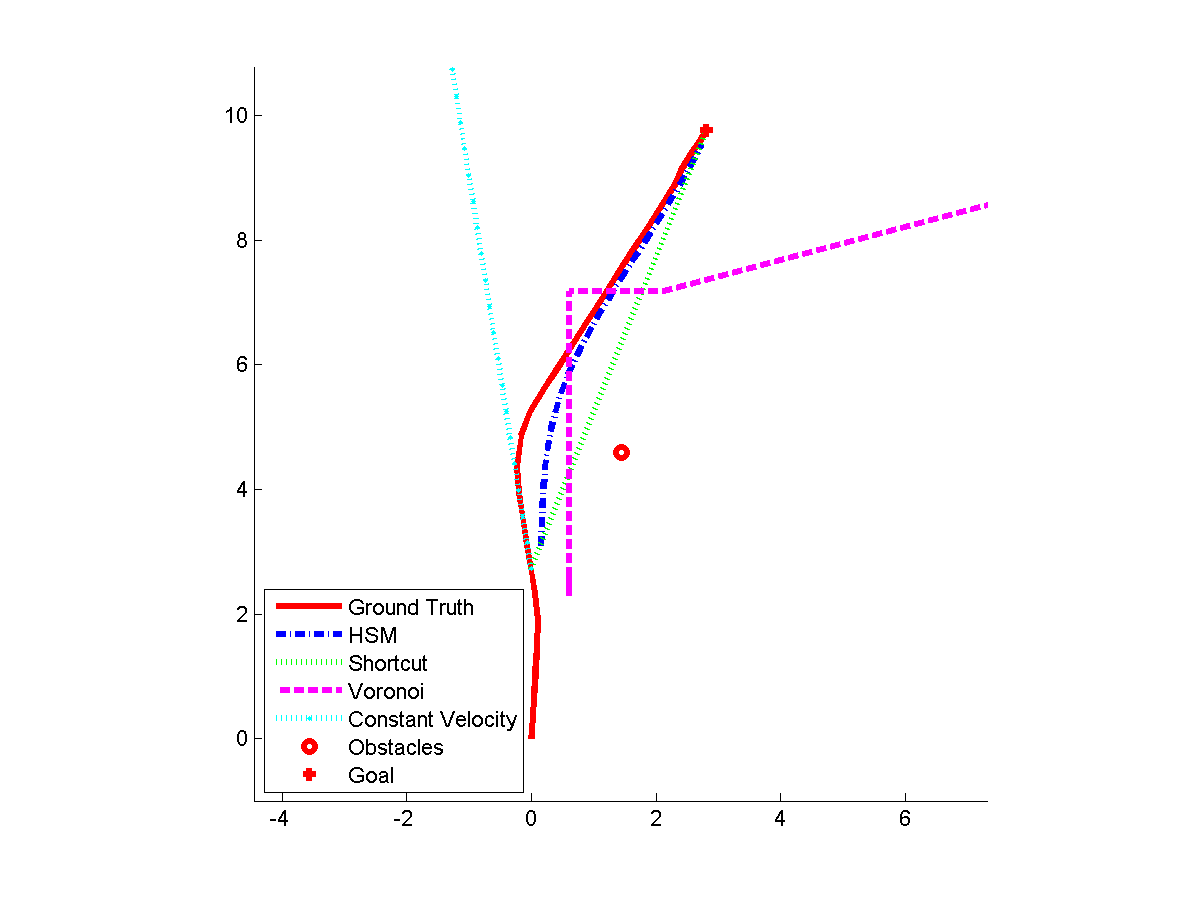 10
8
6
4
2
0
Ground Truth
HSM
Shortcut
Voronoi
Constant Velocity
Obstacles
Goal
-4 -2 0 2 4 6